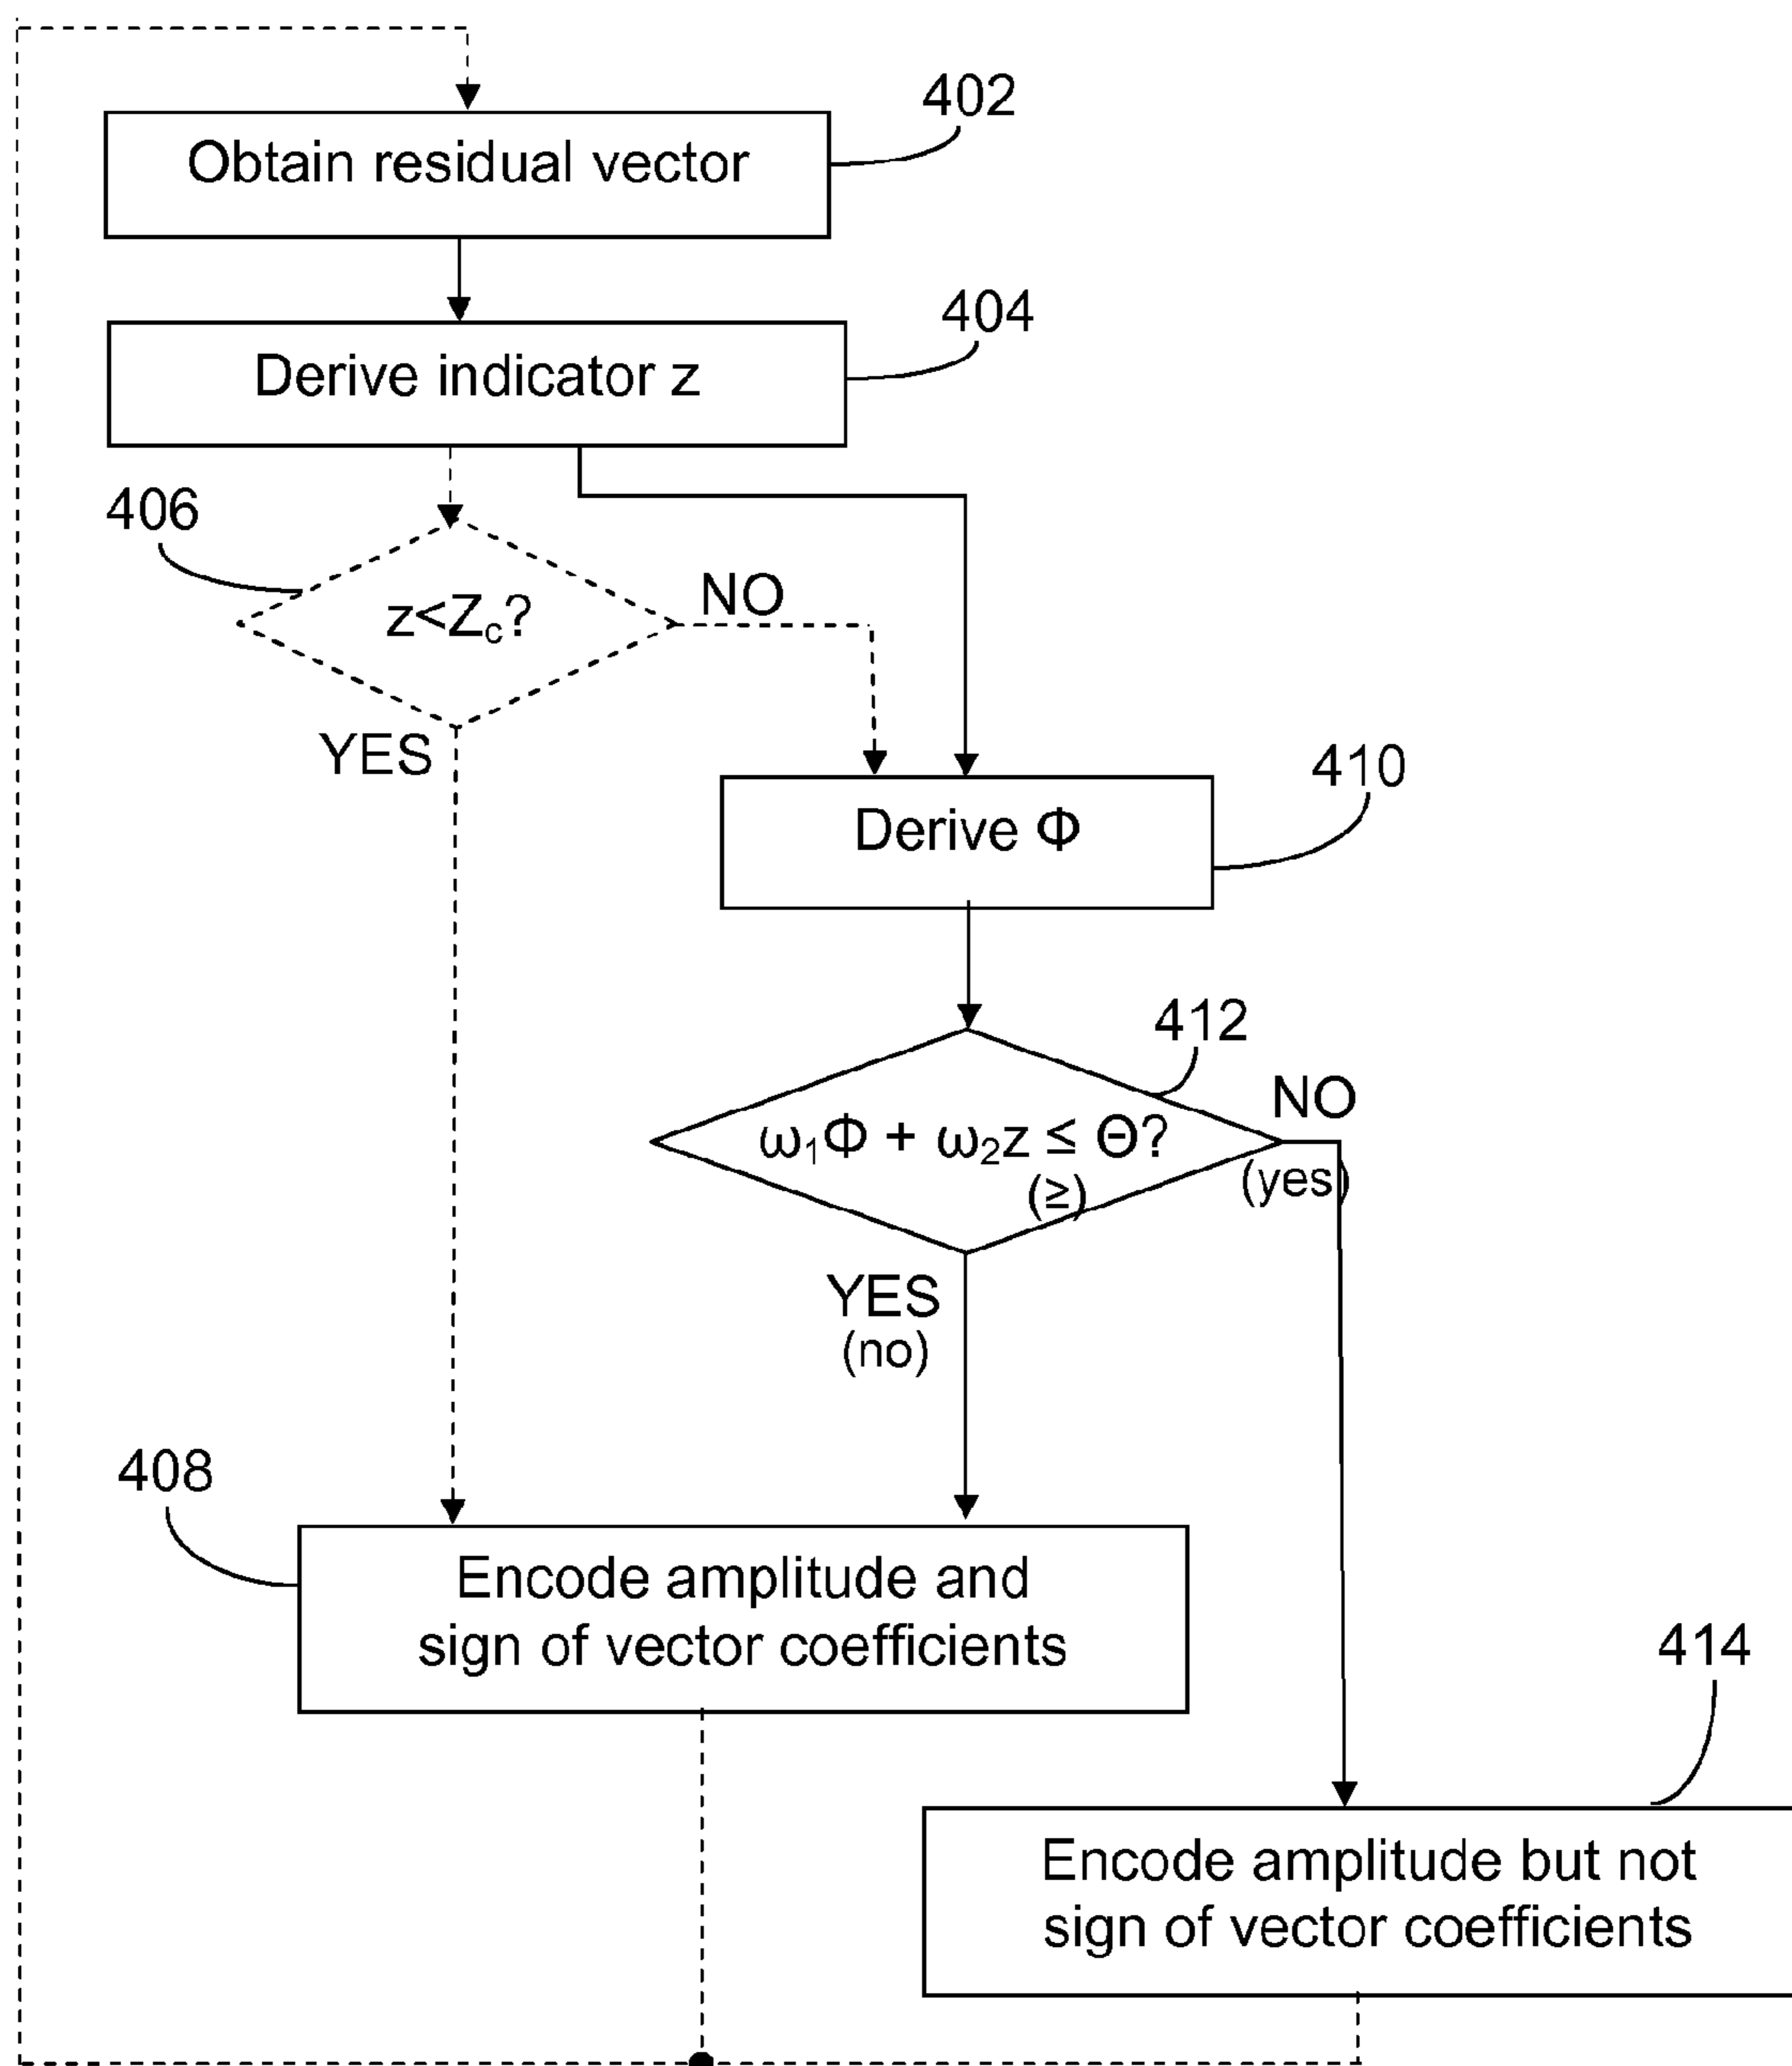 402
Obtain residual vector
404
Derive indicator z
406
z<Zc?
NO
YES
410
Derive Φ
412
ω1Φ + ω2z ≤ Θ?
(≥)
NO
(yes)
YES
(no)
408
Encode amplitude and
sign of vector coefficients
414
Encode amplitude but not
sign of vector coefficients